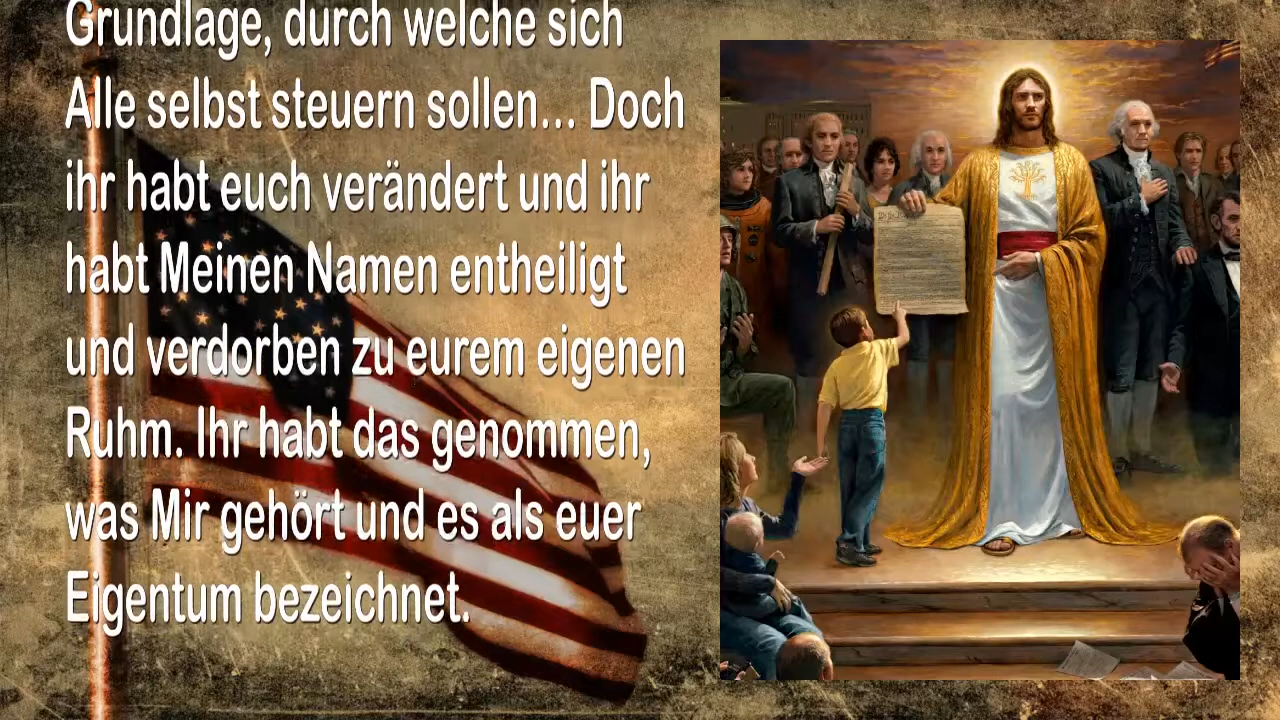 Grundlage, durch welche sich
Alle selbst steuern sollen... Doch
ihr habt euch verändert und ihr
habt Meinen Namen entheiligt
und verdorben zu eurem eigenen
Ruhm. Ihr habt das genommen,
was Mir gehört und es als euer
Eigentum bezeichnet.